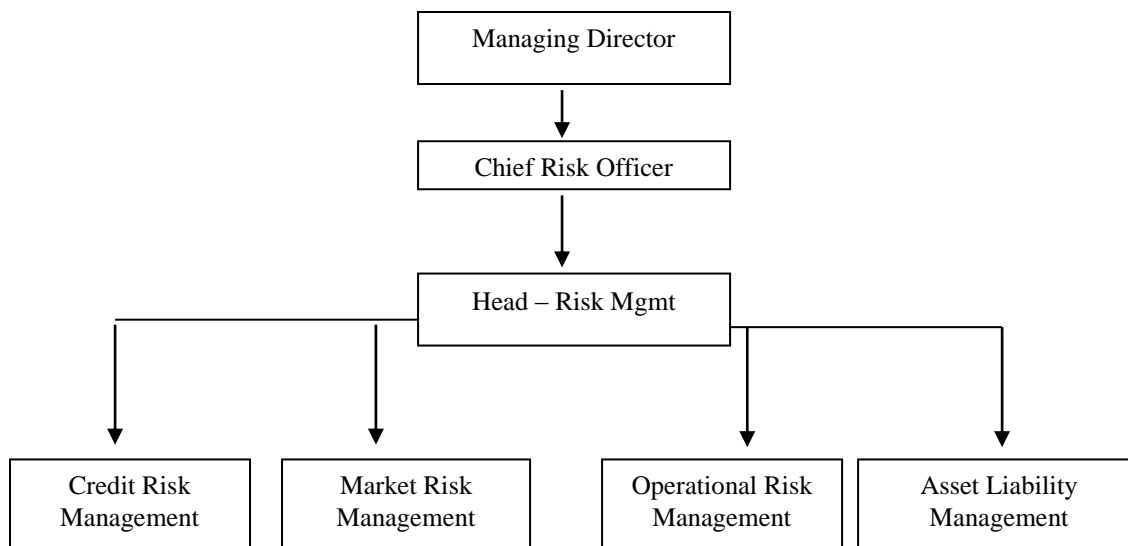 Managing Director
Chief Risk Officer
Head – Risk Mgmt
Credit Risk
Management
Market Risk
Management
Operational Risk
Management
Asset Liability
Management